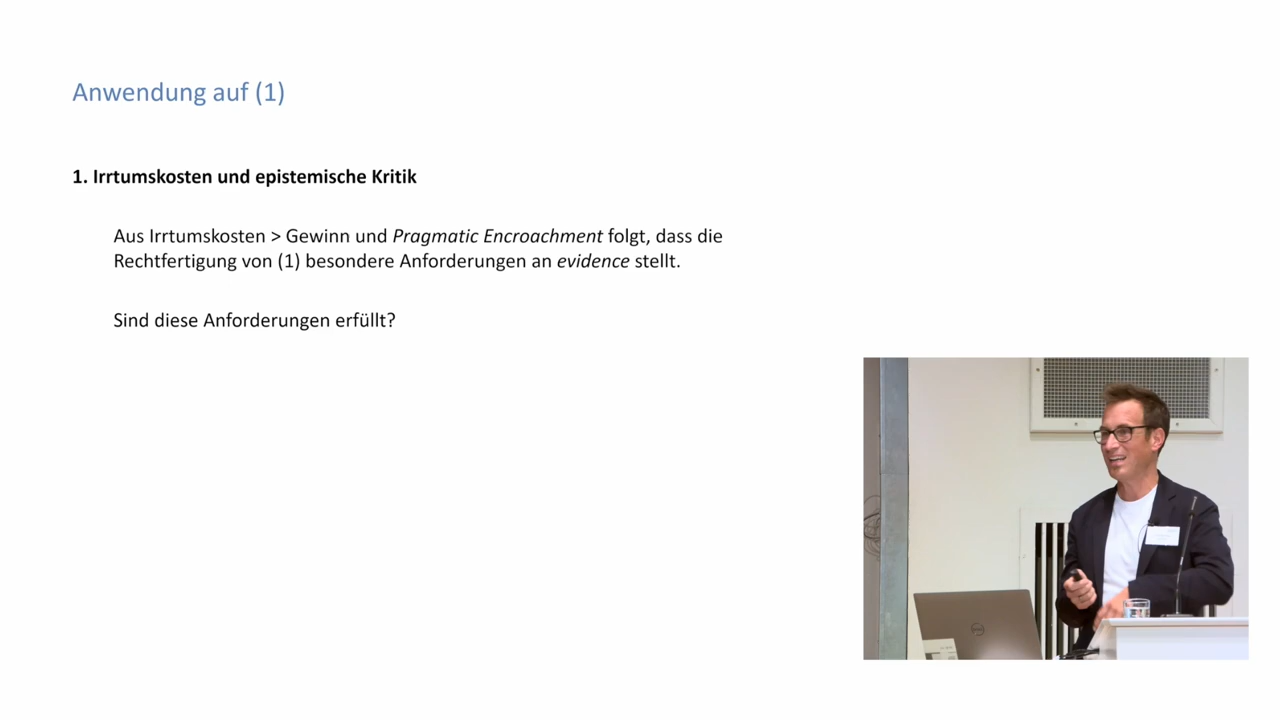 Anwendung auf (1)
1. Irrtumskosten und epistemische Kritik
Aus Irrtumskosten > Gewinn und Pragmatic Encroachment folgt, dass die
Rechtfertigung von (1) besondere Anforderungen an evidence stellt.
Sind diese Anforderungen erfüllt?
DELL